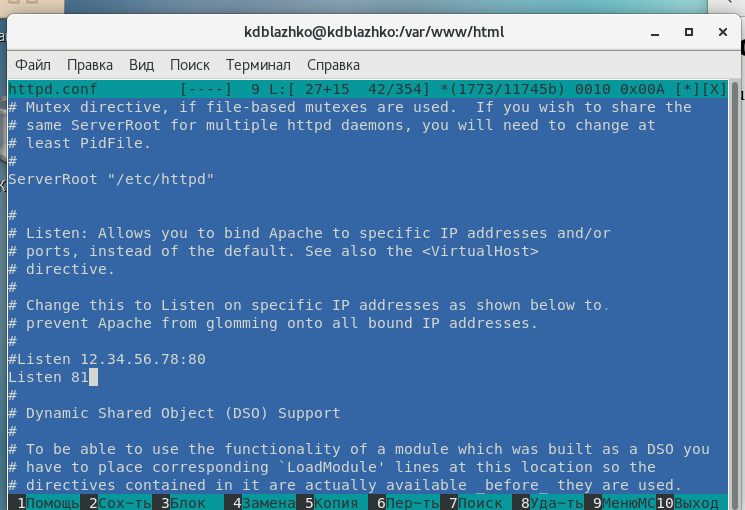 kdblazhko@kdblazhko:/var/www/html
Файл Правка Вид Поиск Терминал Справка
httpd.conf [----] 9 L:[ 27+15 42/354] *(1773/11745b) 0010 0x00A [*][X]
# Mutex directive, if file-based mutexes are used. If you wish to share the
# same ServerRoot for multiple httpd daemons, you will need to change at
# least PidFile.
#
ServerRoot "/etc/httpd"
#
# Listen: Allows you to bind Apache to specific IP addresses and/or
# ports, instead of the default. See also the <VirtualHost>
# directive.
#
# Change this to Listen on specific IP addresses as shown below to.
# prevent Apache from glomming onto all bound IP addresses.
#
#Listen 12.34.56.78:80
Listen 81
#
# Dynamic Shared Object (DSO) Support
#
# To be able to use the functionality of a module which was built as a DSO you
# have to place corresponding `LoadModule' lines at this location so the
# directives contained in it are actually available _before_ they are used.
1Помощь 2Сох~ть 3Блок 4Замена 5Копия 6Пер~ть 7Поиск 8Уда~ть 9МенюMC 10Выход